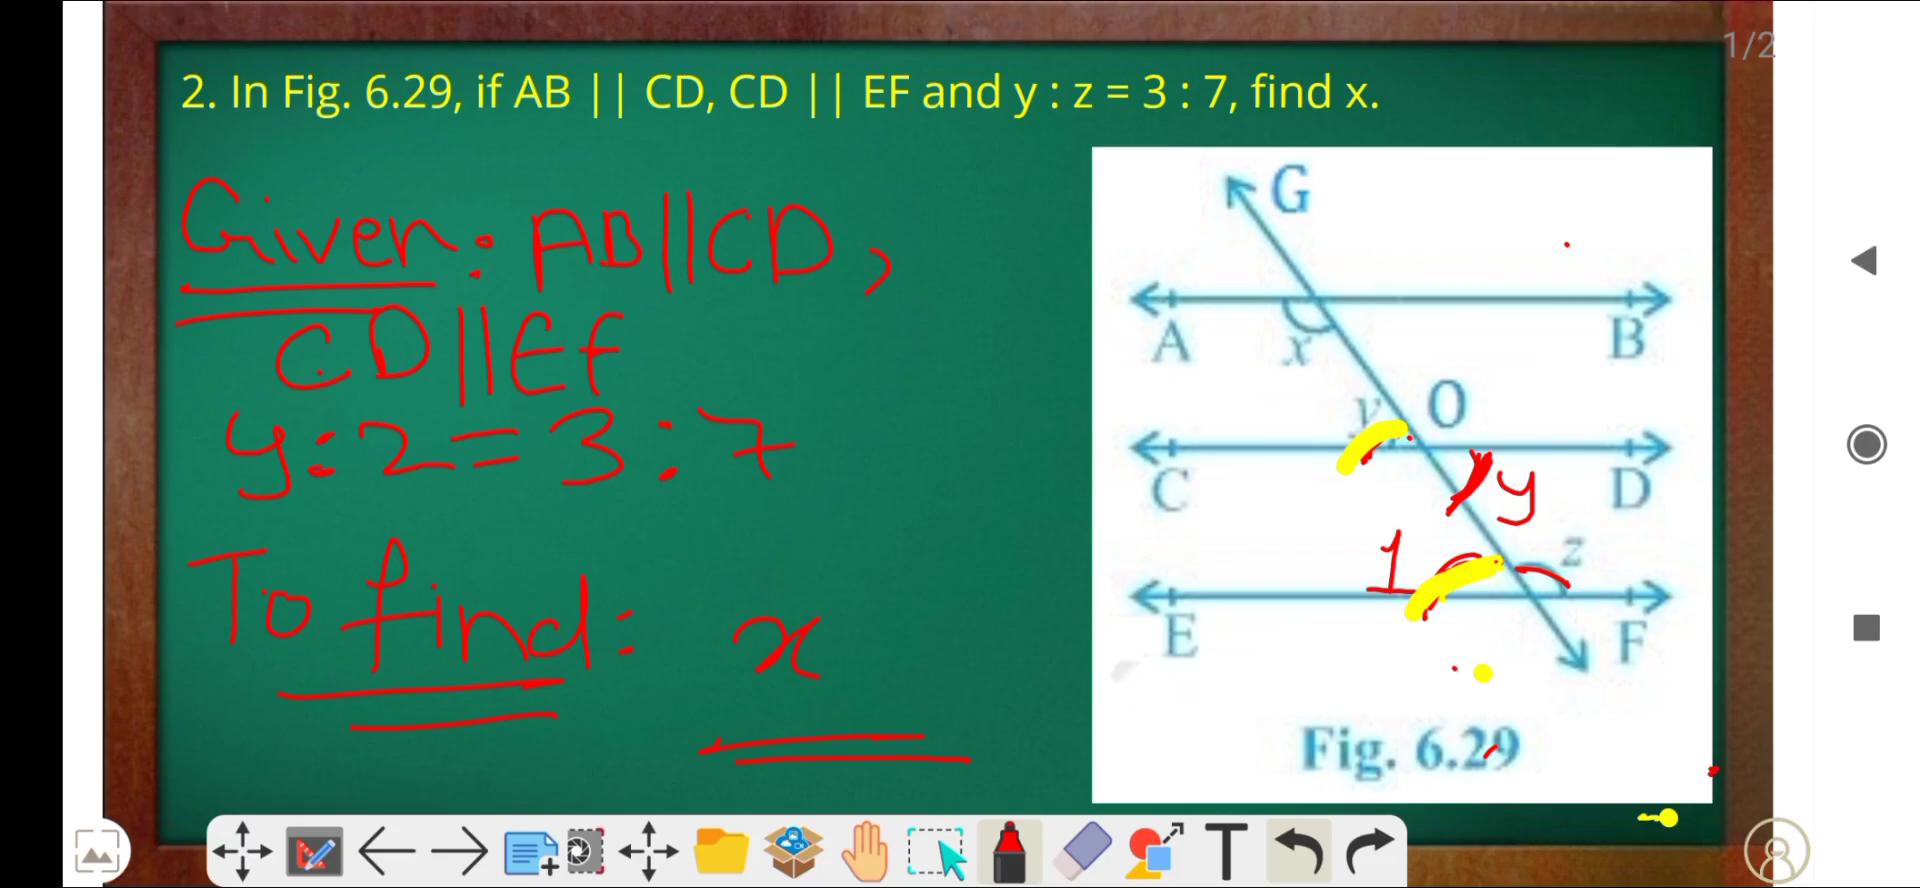 1/2
2. In Fig. 6.29, if AB || CD, CD || EF and y : z = 3 : 7, find x.
Given: AB||CD,
CD||Ef
y:2=3:7
To find: x
G
A
B
x
y
O
C
D
y
1
z
E
F
Fig. 6.29
T